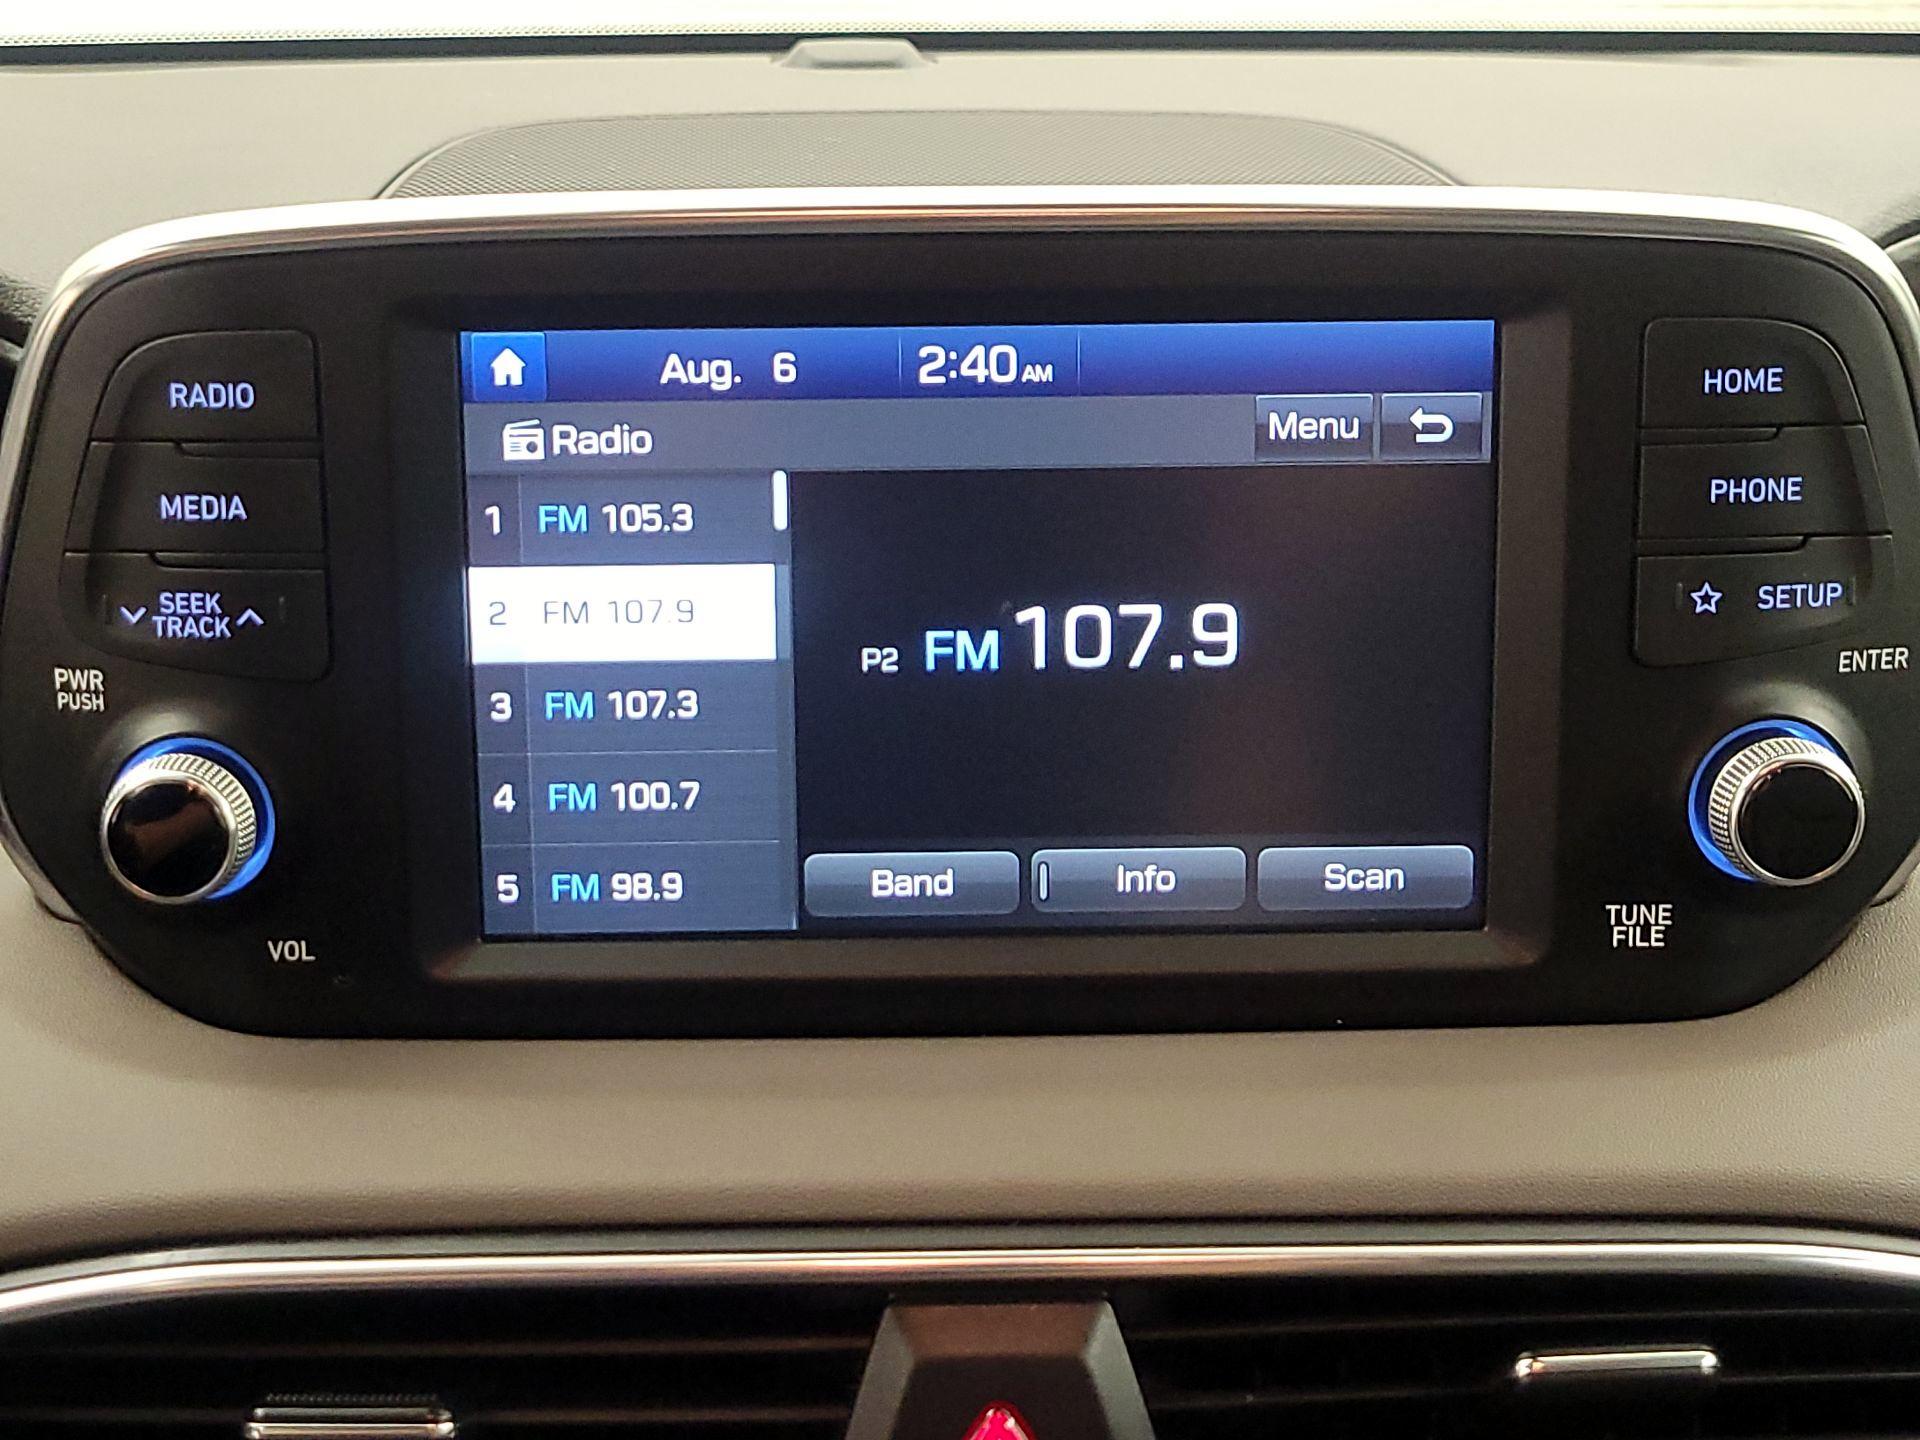 Aug. 6 2:40 AM
Radio Menu
1 FM 105.3
2 FM 107.9
3 FM 107.3
4 FM 100.7
5 FM 98.9
P2 FM 107.9
Band Info Scan
RADIO
MEDIA
SEEK
TRACK
PWR
PUSH
VOL
HOME
PHONE
SETUP
ENTER
TUNE
FILE